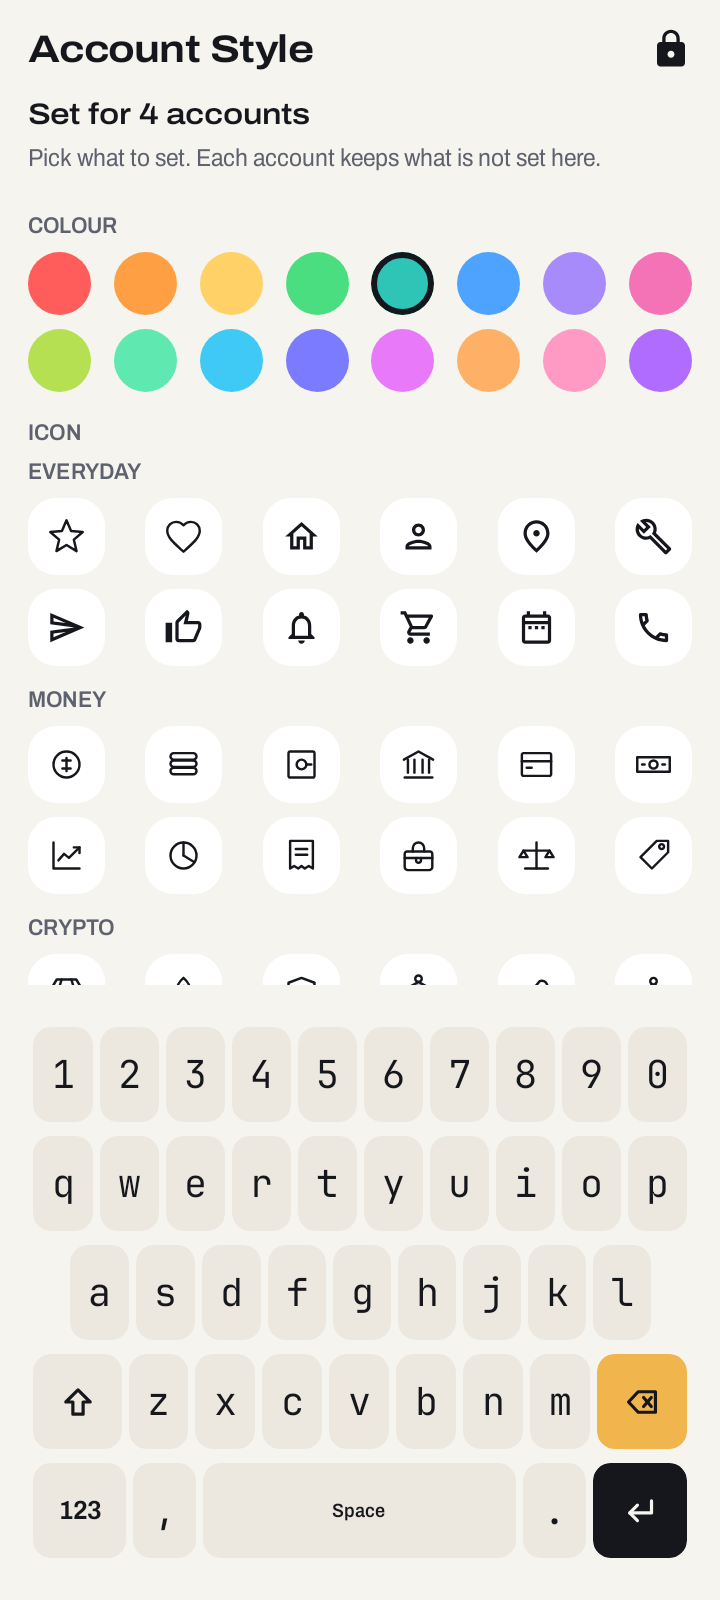 Account Style
Set for 4 accounts
Pick what to set. Each account keeps what is not set here.
COLOUR
ICON
EVERYDAY
MONEY
CRYPTO
1 2 3 4 5 6 7 8 9 0
q w e r t y u i o p
a s d f g h j k l
z x c v b n m
123 , Space .